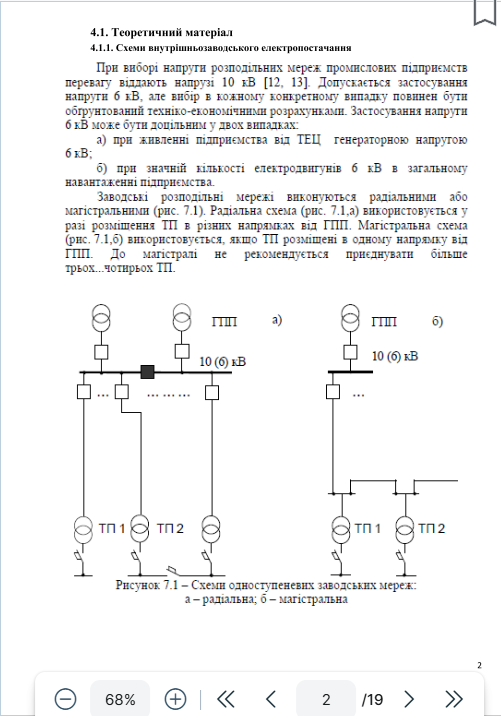 4.1. Теоретичний матеріал
4.1.1. Схеми внутрішньозаводського електропостачання
При виборі напруги розподільних мереж промислових підприємств
перевагу віддають напрузі 10 кВ [12, 13]. Допускається застосування
напруги 6 кВ, але вибір в кожному конкретному випадку повинен бути
обґрунтований техніко-економічними розрахунками. Застосування напруги
6 кВ може бути доцільним у двох випадках:
а) при живленні підприємства від ТЕЦ генераторною напругою
6 кВ;
б) при значній кількості електродвигунів 6 кВ в загальному
навантаженні підприємства.
Заводські розподільні мережі виконуються радіальними або
магістральними (рис. 7.1). Радіальна схема (рис. 7.1,а) використовується у
разі розміщення ТП в різних напрямках від ГПП. Магістральна схема
(рис. 7.1,б) використовується, якщо ТП розміщені в одному напрямку від
ГПП. До магістралі не рекомендується приєднувати більше
трьох...чотирьох ТП.
ГПП а) ГПП б)
10 (6) кВ 10 (6) кВ
... ... ... ... ...
ТП 1 ТП 2 ТП 1 ТП 2
Рисунок 7.1 – Схеми одноступеневих заводських мереж:
а – радіальна; б – магістральна
2
68% 2 /19